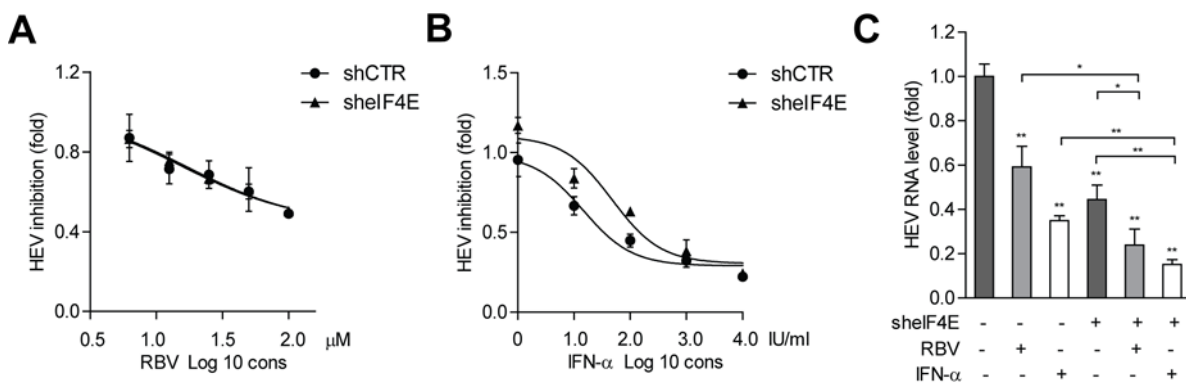 A
HEV inhibition (fold)
1.2
0.8
0.4
0.0
0.5 1.0 1.5 2.0 μM
RBV Log 10 cons
shCTR
sheIF4E
B
HEV inhibition (fold)
1.5
1.0
0.5
0.0
0 1.0 2.0 3.0 4.0 IU/ml
IFN-α Log 10 cons
shCTR
sheIF4E
C
HEV RNA level (fold)
1.2
1.0
0.8
0.6
0.4
0.2
0.0
*
*
**
**
**
**
**
**
**
sheIF4E - - - + + +
RBV - + - - + -
IFN-α - - + - - +